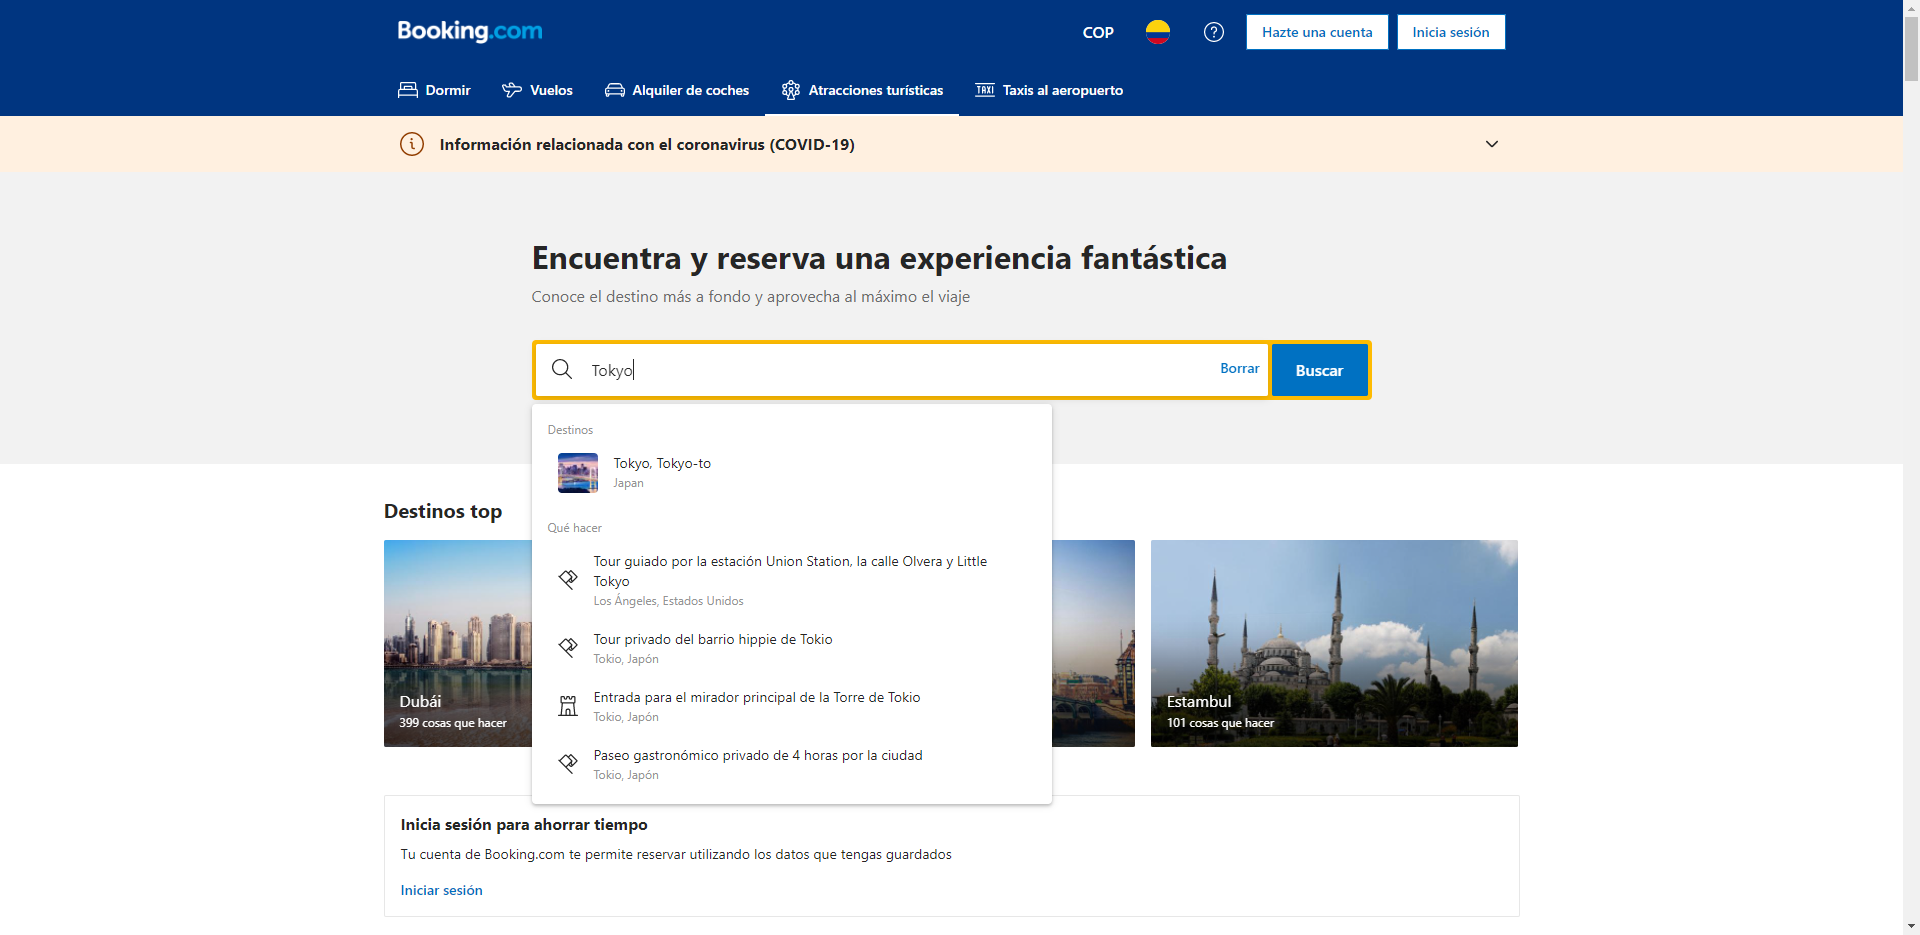 Booking.com
COP
Hazte una cuenta
Inicia sesión
Dormir
Vuelos
Alquiler de coches
Atracciones turísticas
TAXI
Taxis al aeropuerto
Información relacionada con el coronavirus (COVID-19)
Encuentra y reserva una experiencia fantástica
Conoce el destino más a fondo y aprovecha al máximo el viaje
Tokyo
Borrar
Buscar
Destinos
Tokyo, Tokyo-to
Japan
Qué hacer
Tour guiado por la estación Union Station, la calle Olvera y Little
Tokyo
Los Ángeles, Estados Unidos
Tour privado del barrio hippie de Tokio
Tokio, Japón
Entrada para el mirador principal de la Torre de Tokio
Tokio, Japón
Paseo gastronómico privado de 4 horas por la ciudad
Tokio, Japón
Destinos top
Dubái
399 cosas que hacer
Estambul
101 cosas que hacer
Inicia sesión para ahorrar tiempo
Tu cuenta de Booking.com te permite reservar utilizando los datos que tengas guardados
Iniciar sesión